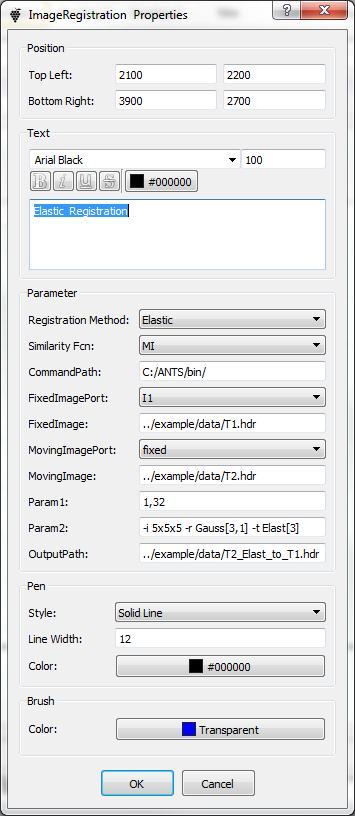 ImageRegistration Properties
Position
Top Left: 2100 2200
Bottom Right: 3900 2700
Text
Arial Black 100
B i U S #000000
Elastic Registration
Parameter
Registration Method: Elastic
Similarity Fcn: MI
CommandPath: C:/ANTS/bin/
FixedImagePort: I1
FixedImage: ../example/data/T1.hdr
MovingImagePort: fixed
MovingImage: ../example/data/T2.hdr
Param1: 1,32
Param2: -i 5x5x5 -r Gauss[3,1] -t Elast[3]
OutputPath: ../example/data/T2_Elast_to_T1.hdr
Pen
Style: Solid Line
Line Width: 12
Color: #000000
Brush
Color: Transparent
OK Cancel